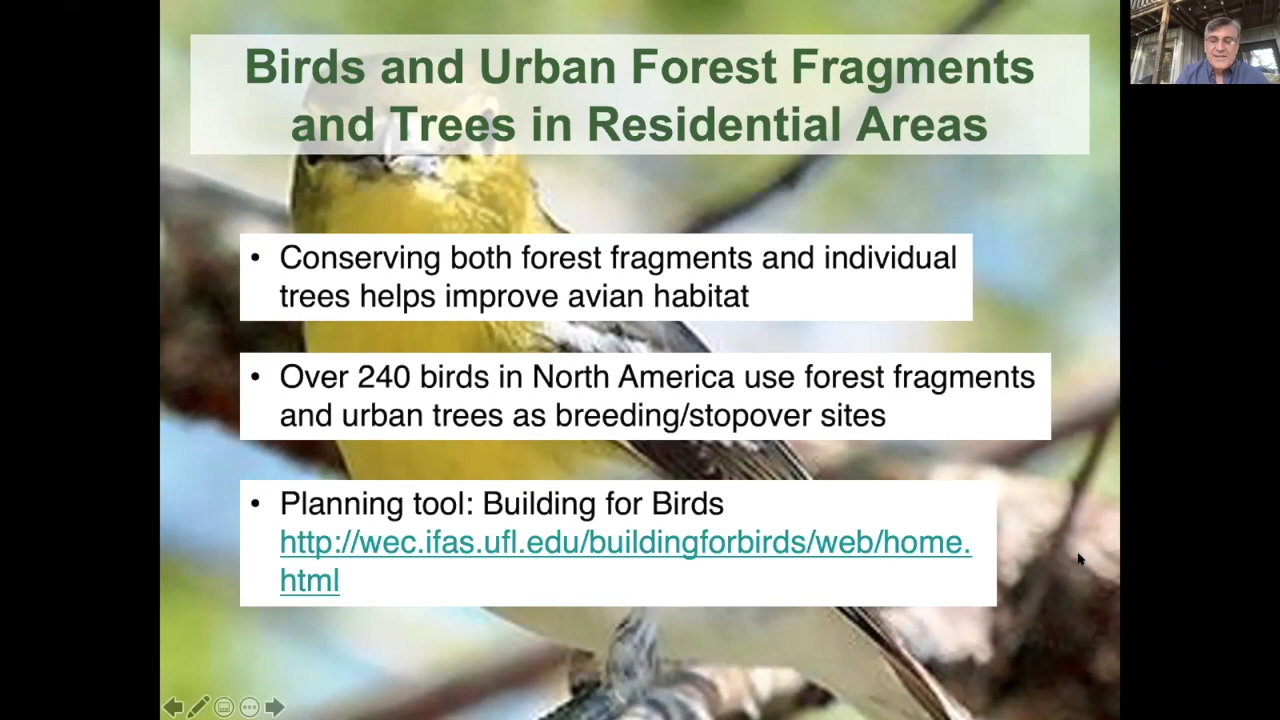 Birds and Urban Forest Fragments
and Trees in Residential Areas
• Conserving both forest fragments and individual
trees helps improve avian habitat
• Over 240 birds in North America use forest fragments
and urban trees as breeding/stopover sites
• Planning tool: Building for Birds
http://wec.ifas.ufl.edu/buildingforbirds/web/home.
html